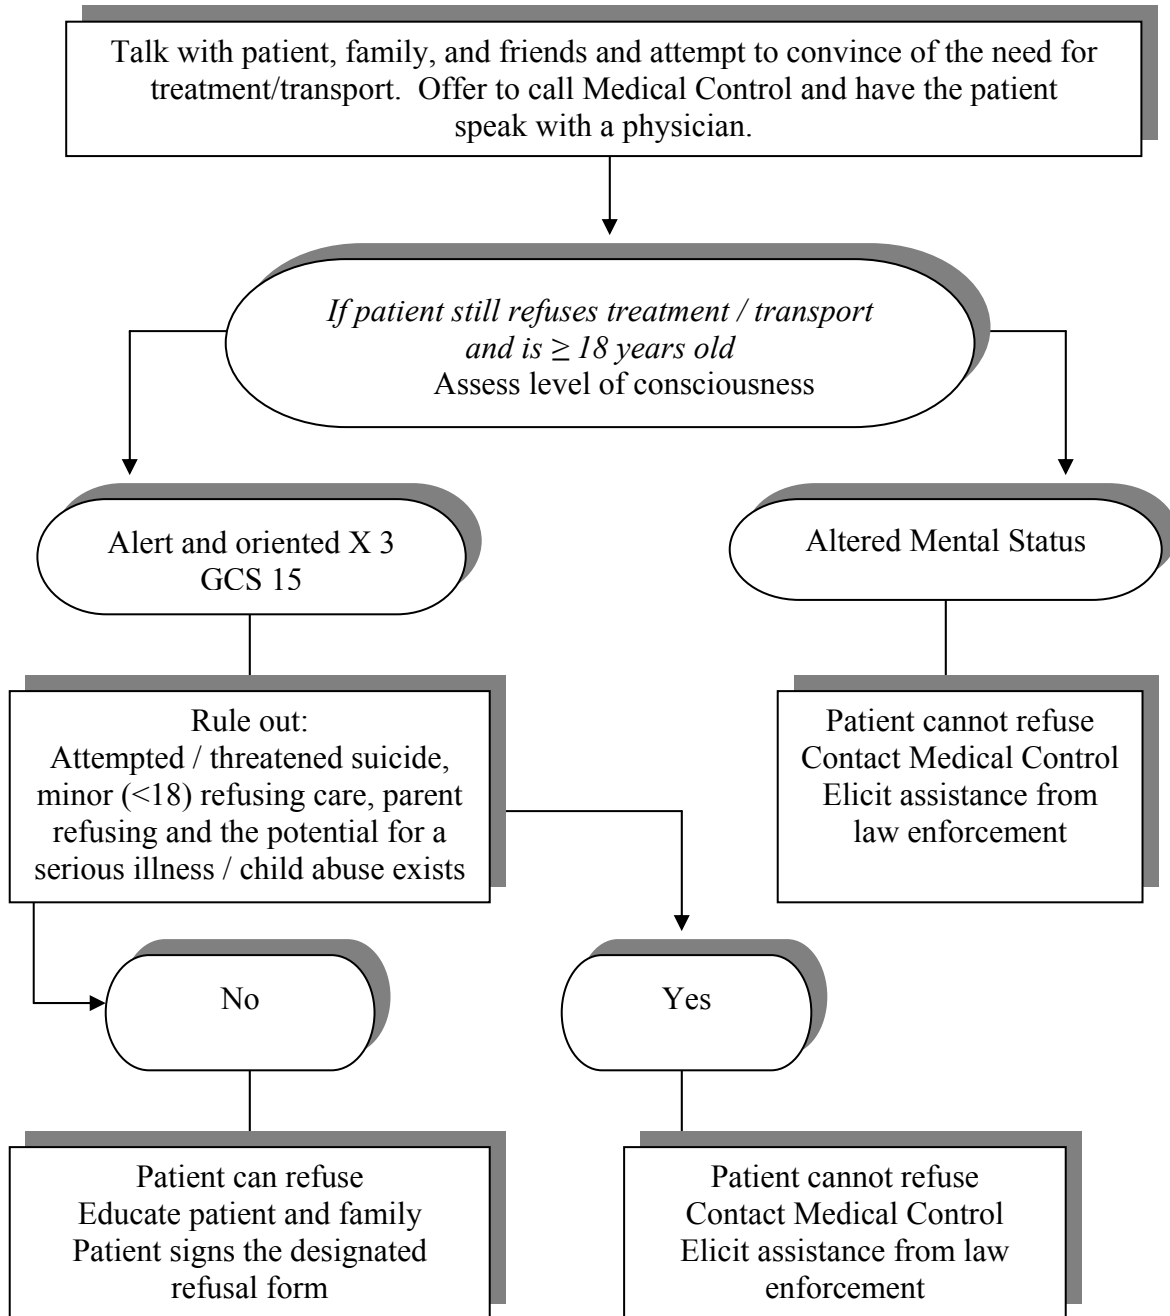 Talk with patient, family, and friends and attempt to convince of the need for
treatment/transport.  Offer to call Medical Control and have the patient
speak with a physician.
If patient still refuses treatment / transport
and is ≥ 18 years old
Assess level of consciousness
Alert and oriented X 3
GCS 15
Altered Mental Status
Rule out:
Attempted / threatened suicide,
minor (<18) refusing care, parent
refusing and the potential for a
serious illness / child abuse exists
Patient cannot refuse
Contact Medical Control
Elicit assistance from
law enforcement
No
Yes
Patient can refuse
Educate patient and family
Patient signs the designated
refusal form
Patient cannot refuse
Contact Medical Control
Elicit assistance from law
enforcement